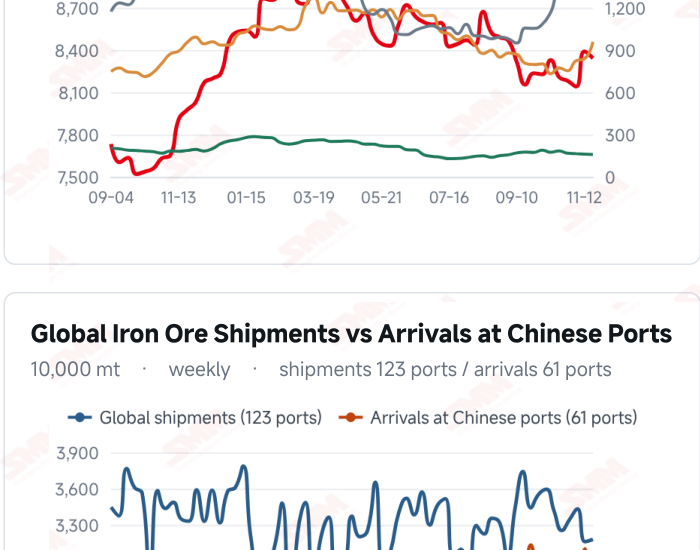 8,700
1,200
8,400
900
8,100
600
7,800
300
7,500
0
09-04 11-13 01-15 03-19 05-21 07-16 09-10 11-12
SMM
Global Iron Ore Shipments vs Arrivals at Chinese Ports
10,000 mt · weekly · shipments 123 ports / arrivals 61 ports
Global shipments (123 ports) Arrivals at Chinese ports (61 ports)
3,900
3,600
3,300